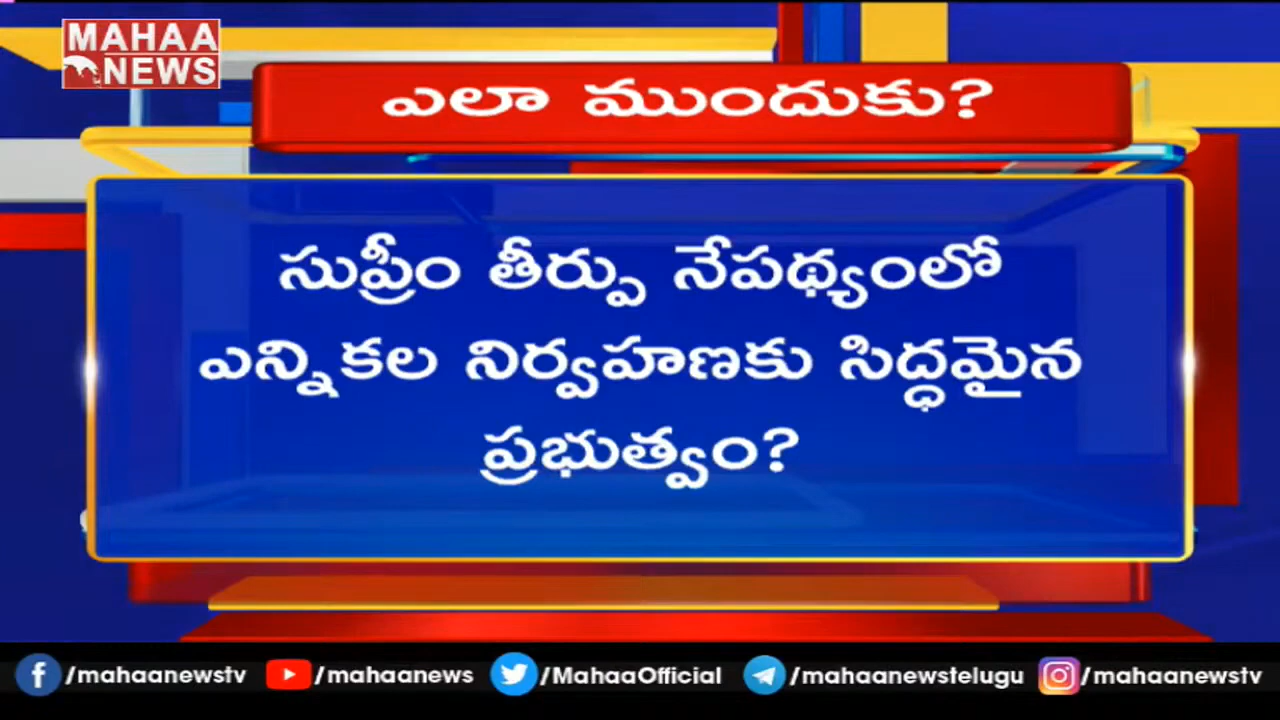 MAHAA
NEWS
ఎలా ముందుకు?
సుప్రీం తీర్పు నేపథ్యంలో
ఎన్నికల నిర్వహణకు సిద్ధమైన
ప్రభుత్వం?
/mahaanewstv /mahaanews /MahaaOfficial /mahaanewstelugu /mahaanewstv